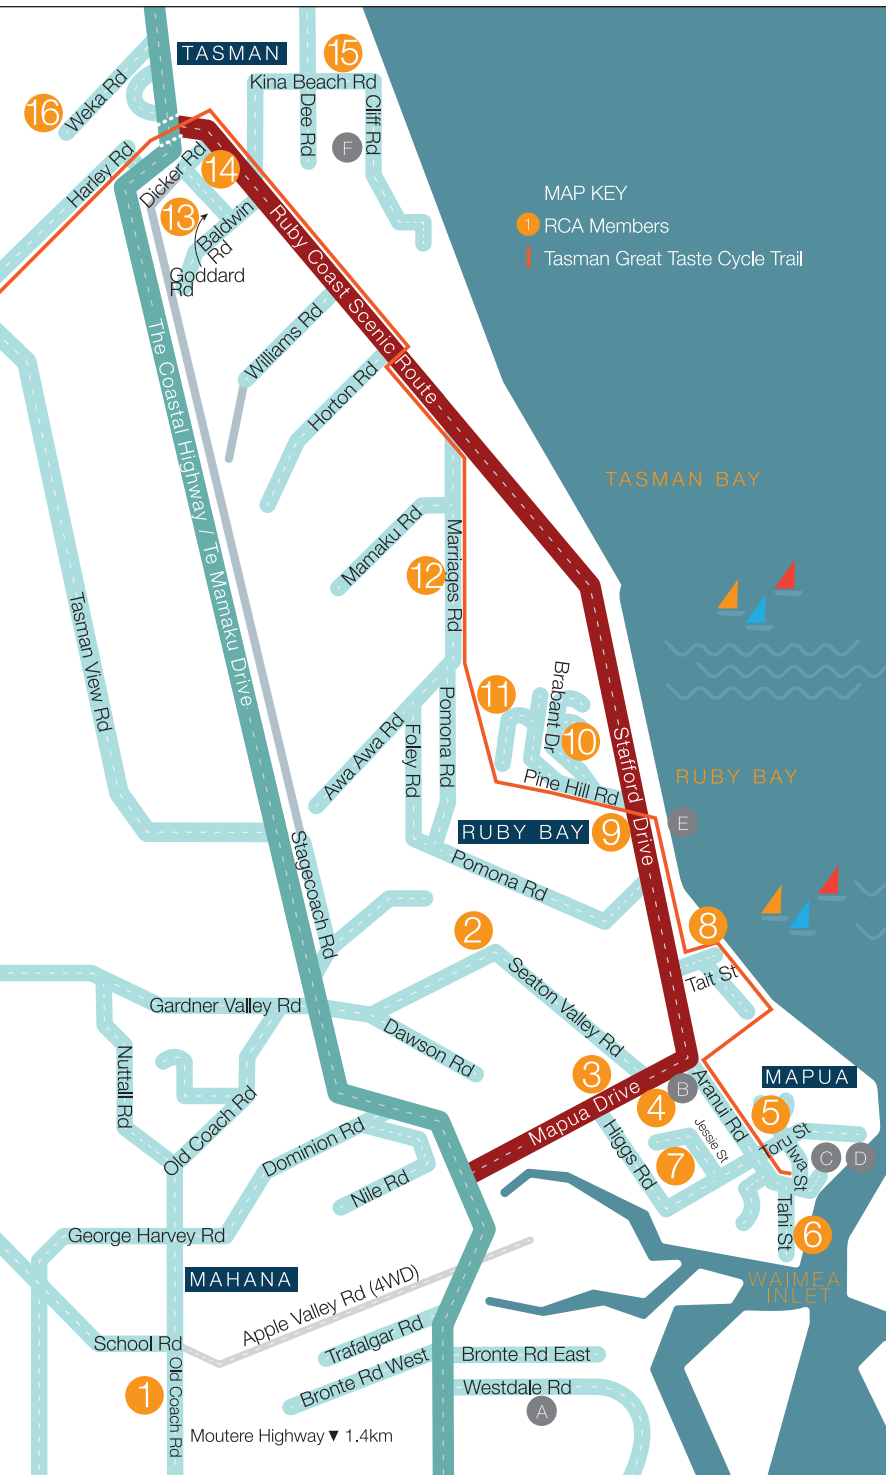 TASMAN
15
Kina Beach Rd
16
Weka Rd
Dee Rd
Cliff Rd
F
Harley Rd
Dicker Rd
14
MAP KEY
1 RCA Members
Tasman Great Taste Cycle Trail
13
Baldwin
Rd
Goddard
Rd
Ruby Coast Scenic Route
Williams Rd
Horton Rd
The Coastal Highway / Te Mamaku Drive
TASMAN BAY
Mamaku Rd
Marriages Rd
12
Tasman View Rd
11
Brabant Dr
10
Awa Awa Rd
Foley Rd
Pomona Rd
Pine Hill Rd
Stafford Drive
RUBY BAY
E
RUBY BAY
9
Stagecoach Rd
Pomona Rd
2
8
Seaton Valley Rd
Tait St
Gardner Valley Rd
Dawson Rd
Nuttall Rd
Old Coach Rd
3
Mapua Drive
4
B
Aranui Rd
MAPUA
5
Toru St
Iwa St
Jessie St
C
D
Dominion Rd
Nile Rd
Higgs Rd
7
Tahi St
6
George Harvey Rd
MAHANA
WAIMEA
INLET
Apple Valley Rd (4WD)
School Rd
Trafalgar Rd
Bronte Rd West
Bronte Rd East
Westdale Rd
A
1
Old Coach Rd
Moutere Highway ▼ 1.4km